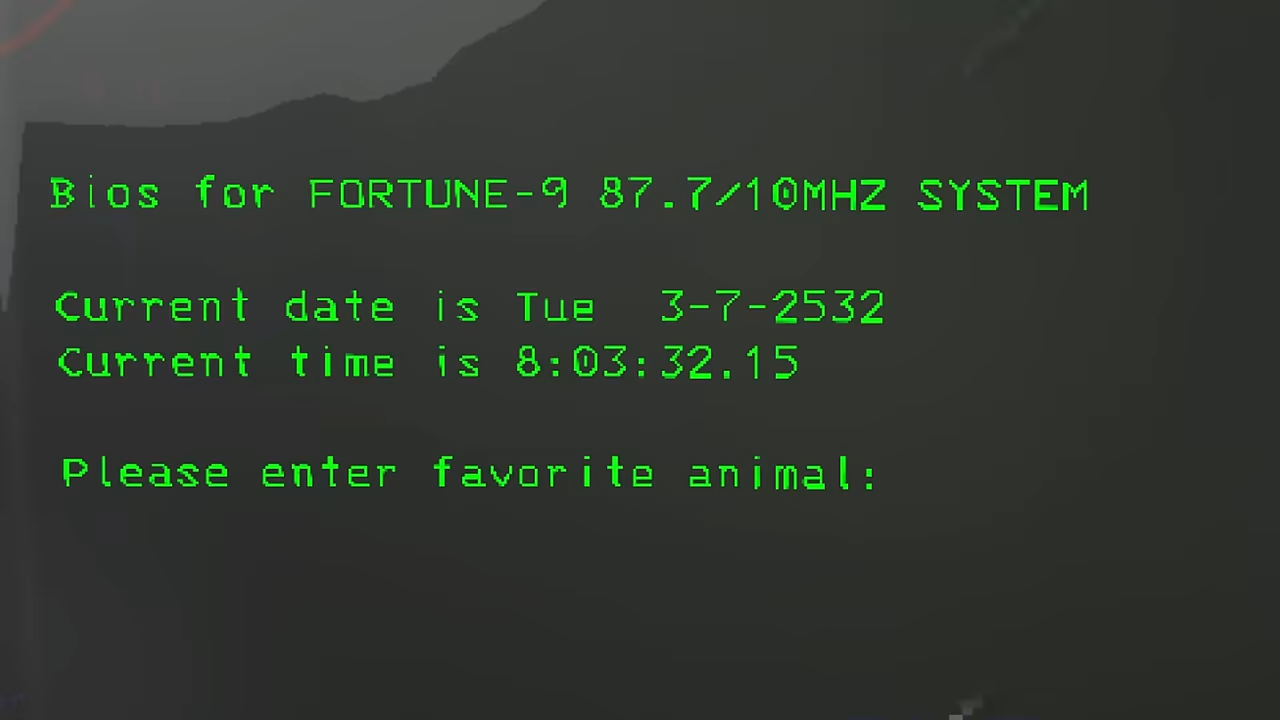 Bios for FORTUNE-9 87.7/10MHZ SYSTEM
Current date is Tue  3-7-2532
Current time is 8:03:32.15
Please enter favorite animal: